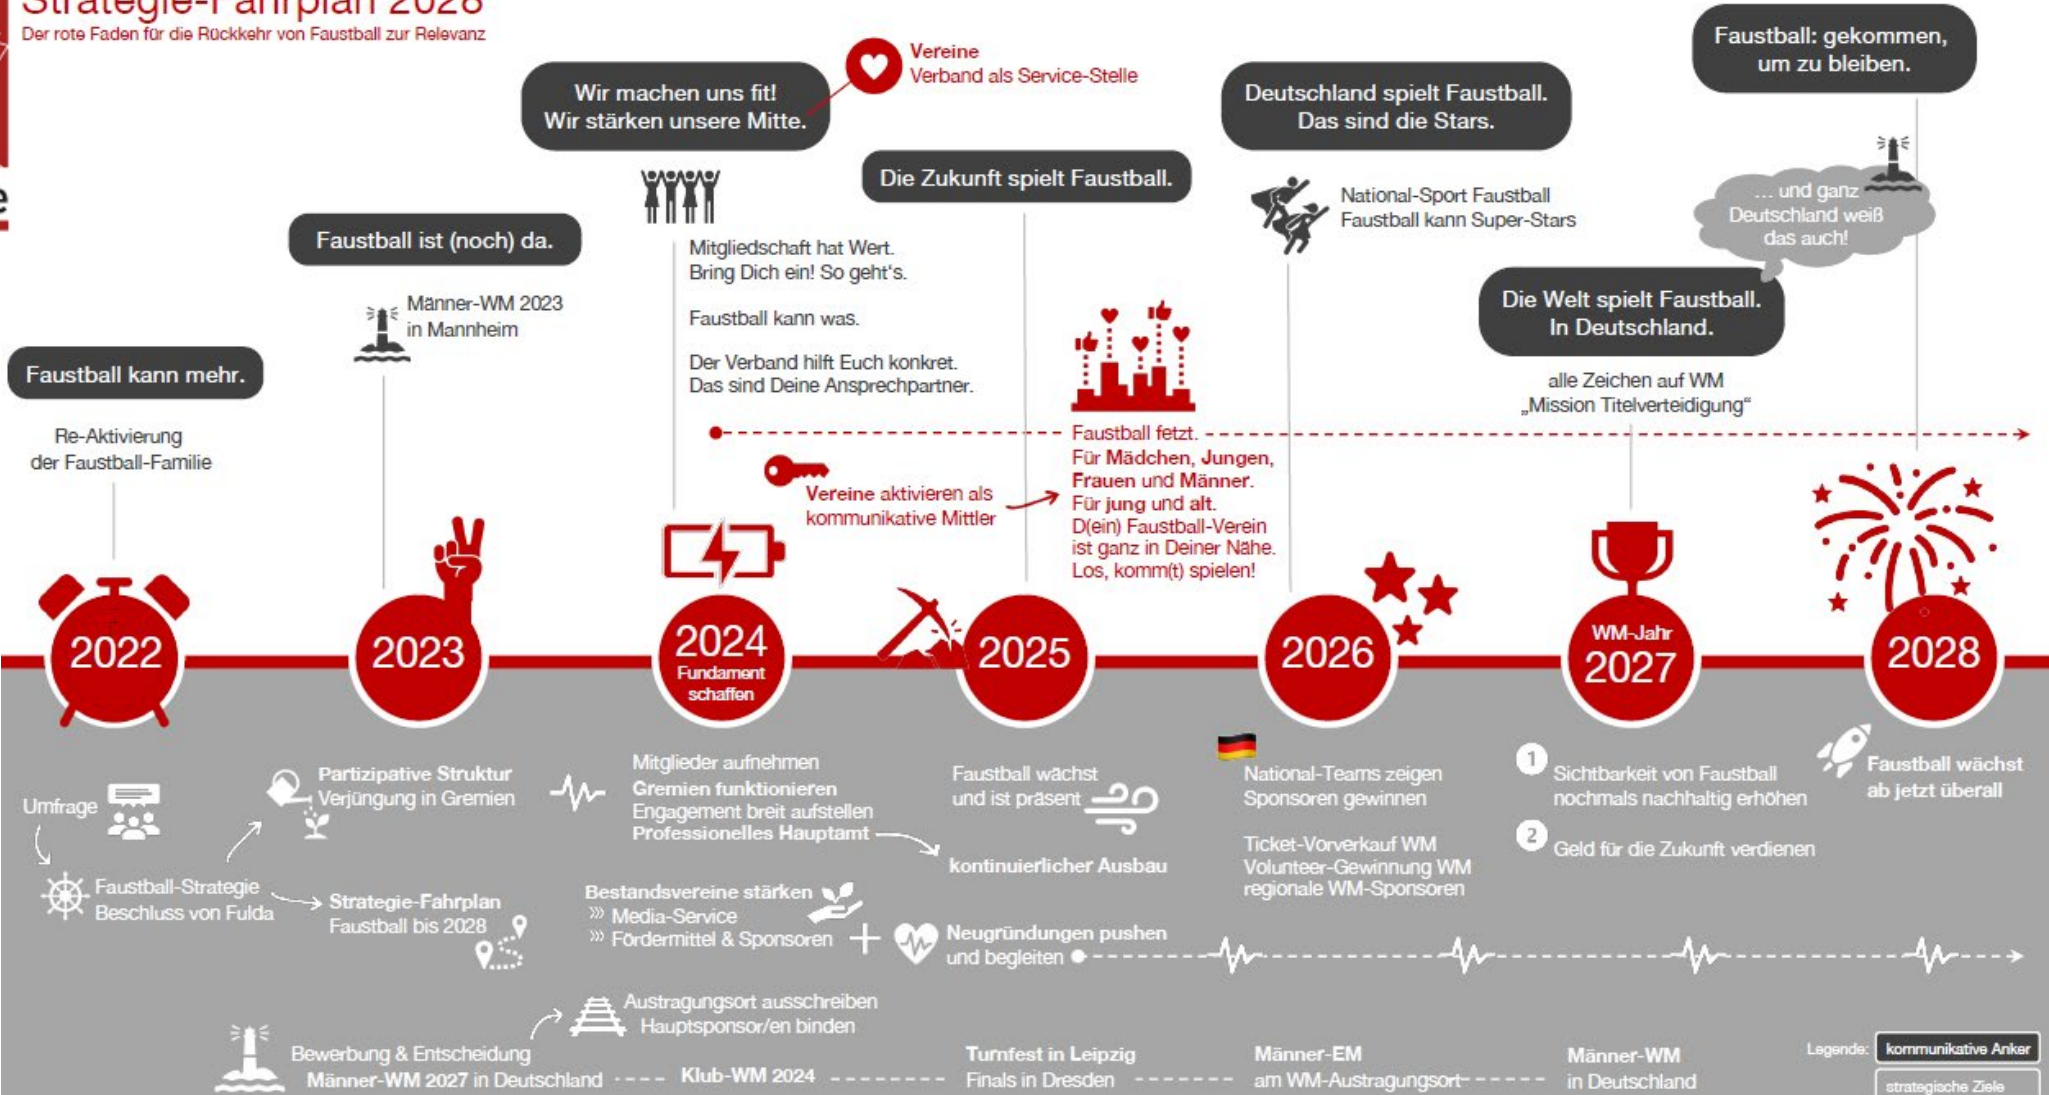 Strategie-Fahrplan 2028
Der rote Faden für die Rückkehr von Faustball zur Relevanz
e
Faustball kann mehr.
Re-Aktivierung
der Faustball-Familie
Faustball ist (noch) da.
Männer-WM 2023
in Mannheim
Wir machen uns fit!
Wir stärken unsere Mitte.
Vereine
Verband als Service-Stelle
Mitgliedschaft hat Wert.
Bring Dich ein! So geht's.
Faustball kann was.
Der Verband hilft Euch konkret.
Das sind Deine Ansprechpartner.
Die Zukunft spielt Faustball.
Vereine aktivieren als
kommunikative Mittler
Faustball fetzt.
Für Mädchen, Jungen,
Frauen und Männer.
Für jung und alt.
D(ein) Faustball-Verein
ist ganz in Deiner Nähe.
Los, komm(t) spielen!
Deutschland spielt Faustball.
Das sind die Stars.
National-Sport Faustball
Faustball kann Super-Stars
Die Welt spielt Faustball.
In Deutschland.
alle Zeichen auf WM
„Mission Titelverteidigung“
Faustball: gekommen,
um zu bleiben.
... und ganz
Deutschland weiß
das auch!
2022
2023
2024
Fundament
schaffen
2025
2026
WM-Jahr
2027
2028
Umfrage
Faustball-Strategie
Beschluss von Fulda
Partizipative Struktur
Verjüngung in Gremien
Strategie-Fahrplan
Faustball bis 2028
Mitglieder aufnehmen
Gremien funktionieren
Engagement breit aufstellen
Professionelles Hauptamt
Bestandsvereine stärken
»» Media-Service
»» Fördermittel & Sponsoren
Faustball wächst
und ist präsent
kontinuierlicher Ausbau
Neugründungen pushen
und begleiten
National-Teams zeigen
Sponsoren gewinnen
Ticket-Vorverkauf WM
Volunteer-Gewinnung WM
regionale WM-Sponsoren
1 Sichtbarkeit von Faustball
nochmals nachhaltig erhöhen
2 Geld für die Zukunft verdienen
Faustball wächst
ab jetzt überall
Austragungsort ausschreiben
Hauptsponsor/en binden
Bewerbung & Entscheidung
Männer-WM 2027 in Deutschland
Klub-WM 2024
Turnfest in Leipzig
Finals in Dresden
Männer-EM
am WM-Austragungsort
Männer-WM
in Deutschland
Legende: kommunikative Anker
strategische Ziele